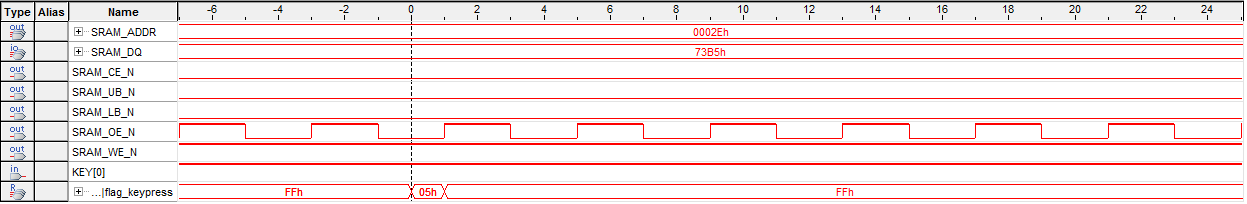 Type Alias Name -6 -4 -2 0 2 4 6 8 10 12 14 16 18 20 22 24
out SRAM_ADDR 0002Eh
io SRAM_DQ 73B5h
out SRAM_CE_N
out SRAM_UB_N
out SRAM_LB_N
out SRAM_OE_N
out SRAM_WE_N
in KEY[0]
R ...|flag_keypress FFh 05h FFh